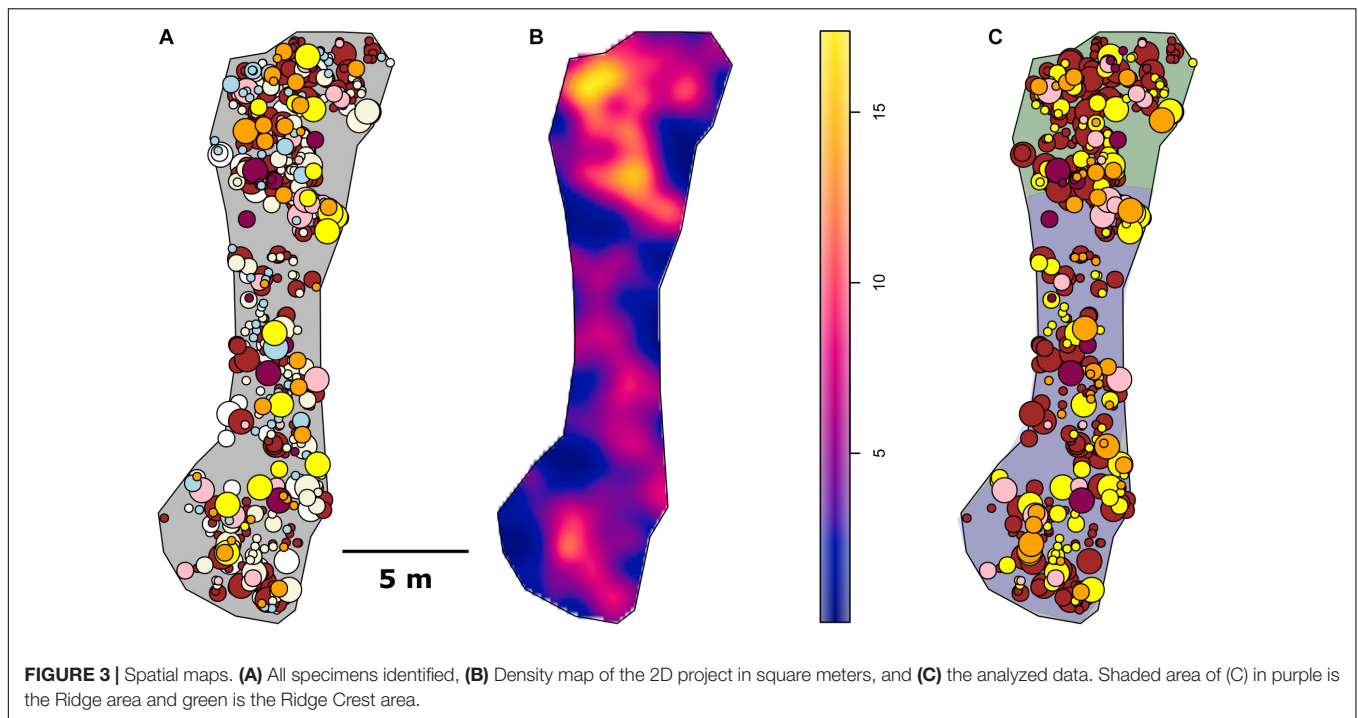 A
B
C
15
10
5
5 m
FIGURE 3 | Spatial maps. (A) All specimens identified, (B) Density map of the 2D project in square meters, and (C) the analyzed data. Shaded area of (C) in purple is
the Ridge area and green is the Ridge Crest area.